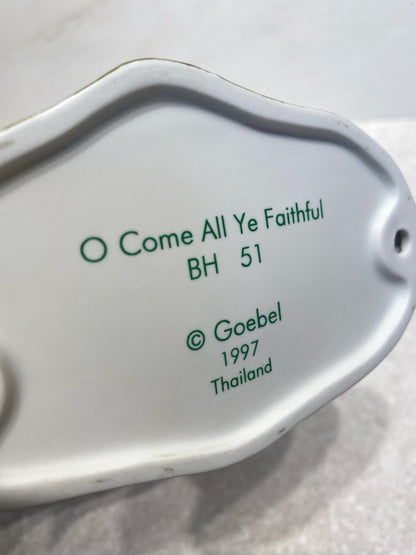 O Come All Ye Faithful
BH 51
© Goebel
1997
Thailand